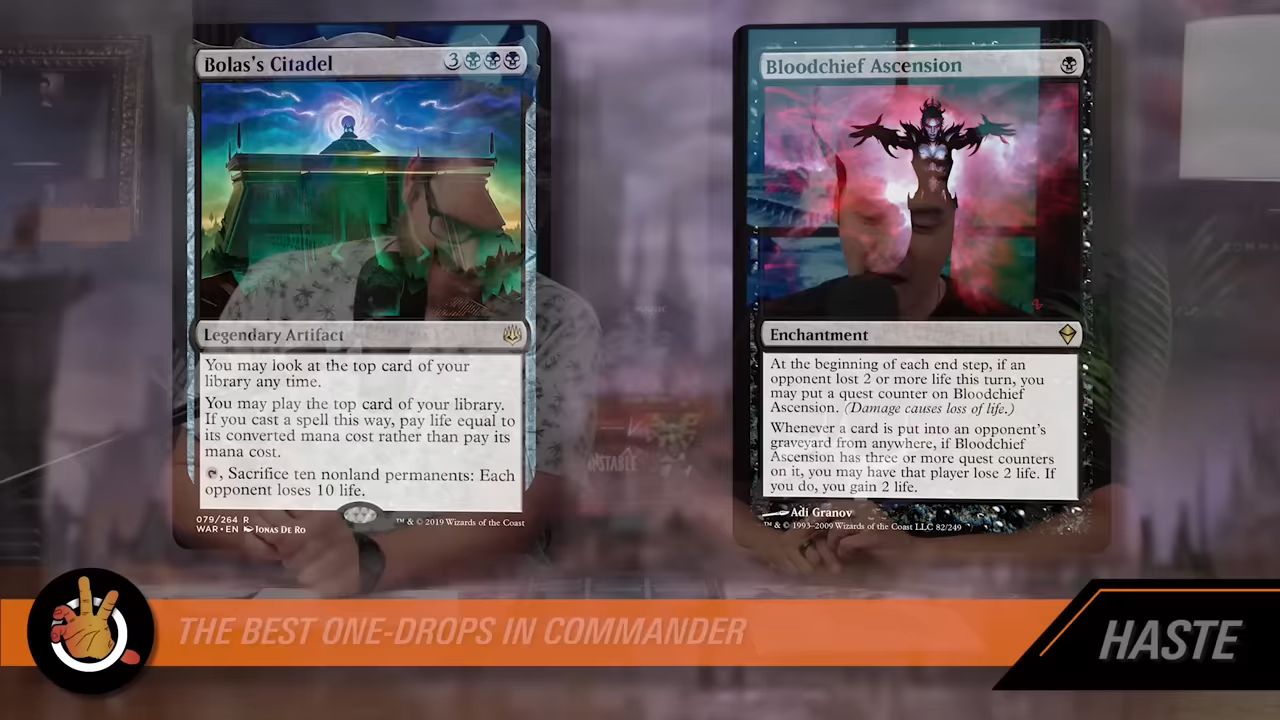 Bolas's Citadel
3
Legendary Artifact
You may look at the top card of your
library any time.
You may play the top card of your library.
If you cast a spell this way, pay life equal to
its converted mana cost rather than pay its
mana cost.
, Sacrifice ten nonland permanents: Each
opponent loses 10 life.
079/264 R
WAR • EN JONAS DE RO
™ & © 2019 Wizards of the Coast
Bloodchief Ascension
Enchantment
At the beginning of each end step, if an
opponent lost 2 or more life this turn, you
may put a quest counter on Bloodchief
Ascension. (Damage causes loss of life.)
Whenever a card is put into an opponent's
graveyard from anywhere, if Bloodchief
Ascension has three or more quest counters
on it, you may have that player lose 2 life. If
you do, you gain 2 life.
Adi Granov
™ & © 1993–2009 Wizards of the Coast LLC 82/249
UNSTABLE
THE BEST ONE-DROPS IN COMMANDER
HASTE